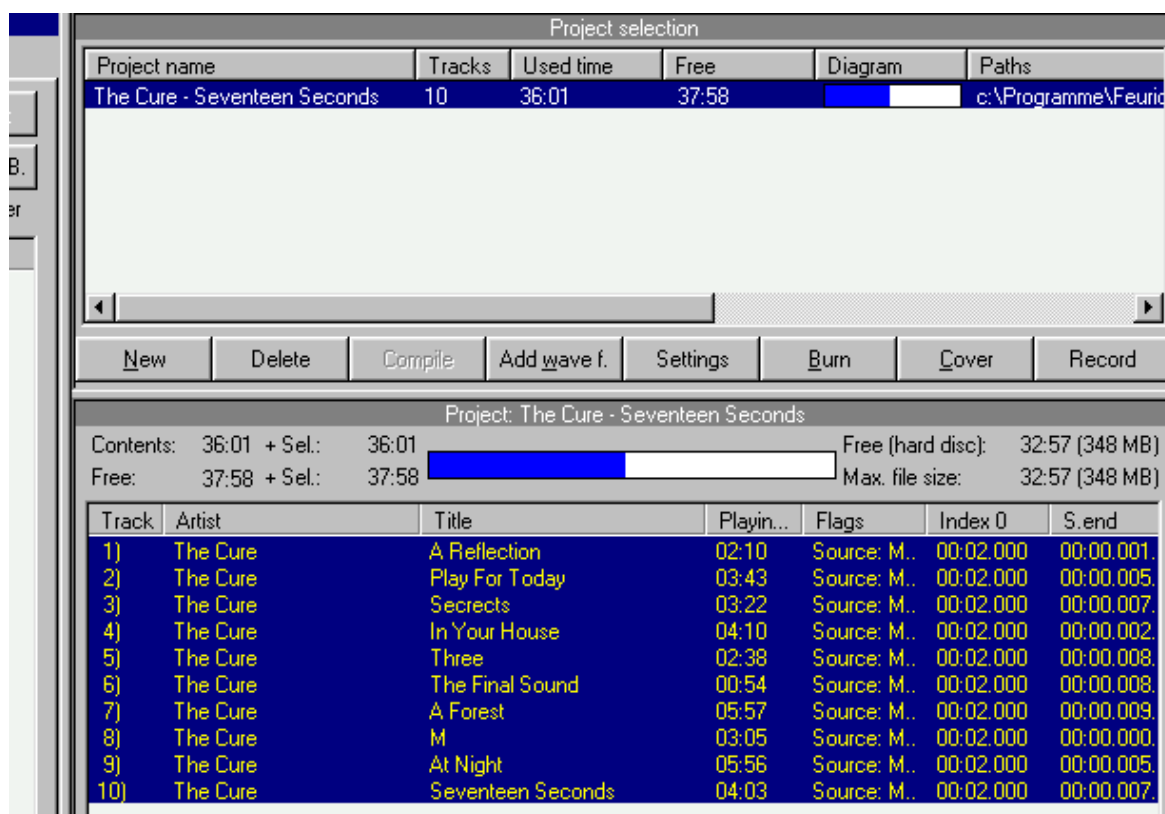 Project selection
Project name Tracks Used time Free Diagram Paths
The Cure - Seventeen Seconds 10 36:01 37:58 c:\Programme\Feurio
B.
er
New Delete Compile Add wave f. Settings Burn Cover Record
Project: The Cure - Seventeen Seconds
Contents: 36:01 + Sel.: 36:01 Free (hard disc): 32:57 (348 MB)
Free: 37:58 + Sel.: 37:58 Max. file size: 32:57 (348 MB)
Track Artist Title Playin... Flags Index 0 S.end
1) The Cure A Reflection 02:10 Source: M.. 00:02.000 00:00.001.
2) The Cure Play For Today 03:43 Source: M.. 00:02.000 00:00.005.
3) The Cure Secrects 03:22 Source: M.. 00:02.000 00:00.007.
4) The Cure In Your House 04:10 Source: M.. 00:02.000 00:00.002.
5) The Cure Three 02:38 Source: M.. 00:02.000 00:00.008.
6) The Cure The Final Sound 00:54 Source: M.. 00:02.000 00:00.008.
7) The Cure A Forest 05:57 Source: M.. 00:02.000 00:00.009.
8) The Cure M 03:05 Source: M.. 00:02.000 00:00.000.
9) The Cure At Night 05:56 Source: M.. 00:02.000 00:00.005.
10) The Cure Seventeen Seconds 04:03 Source: M.. 00:02.000 00:00.007.